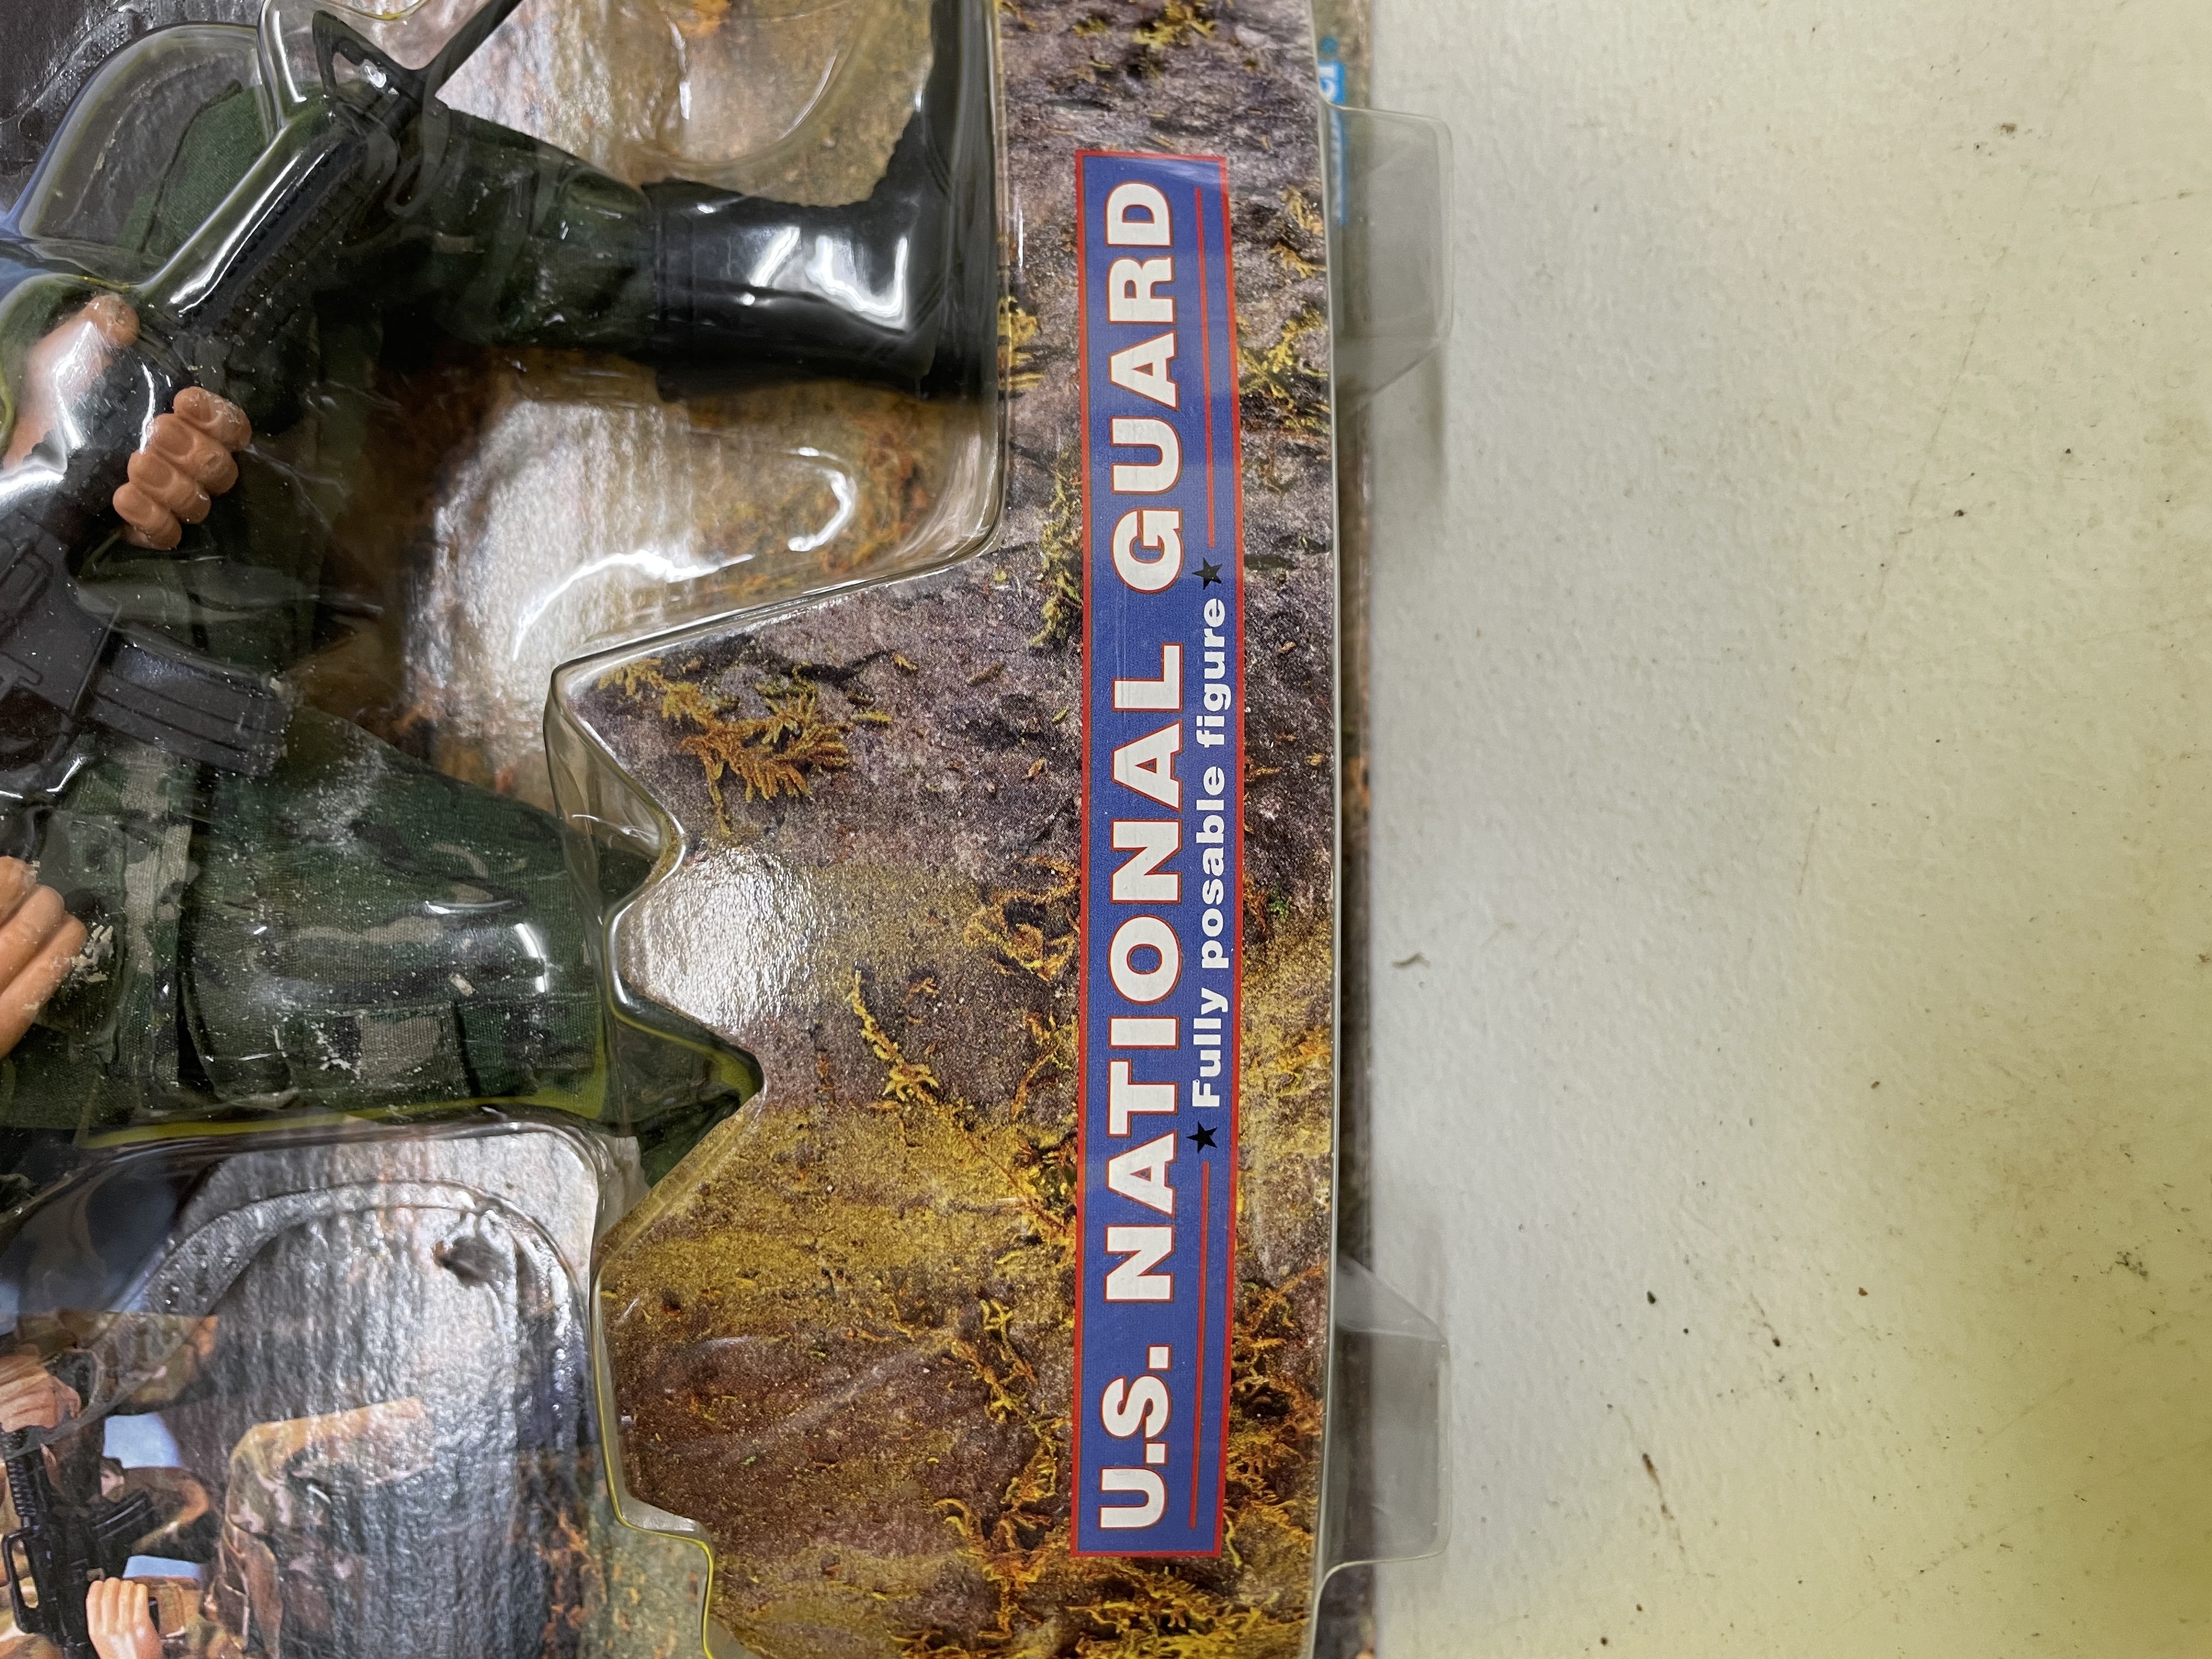 U.S. NATIONAL GUARD
★ Fully posable figure ★